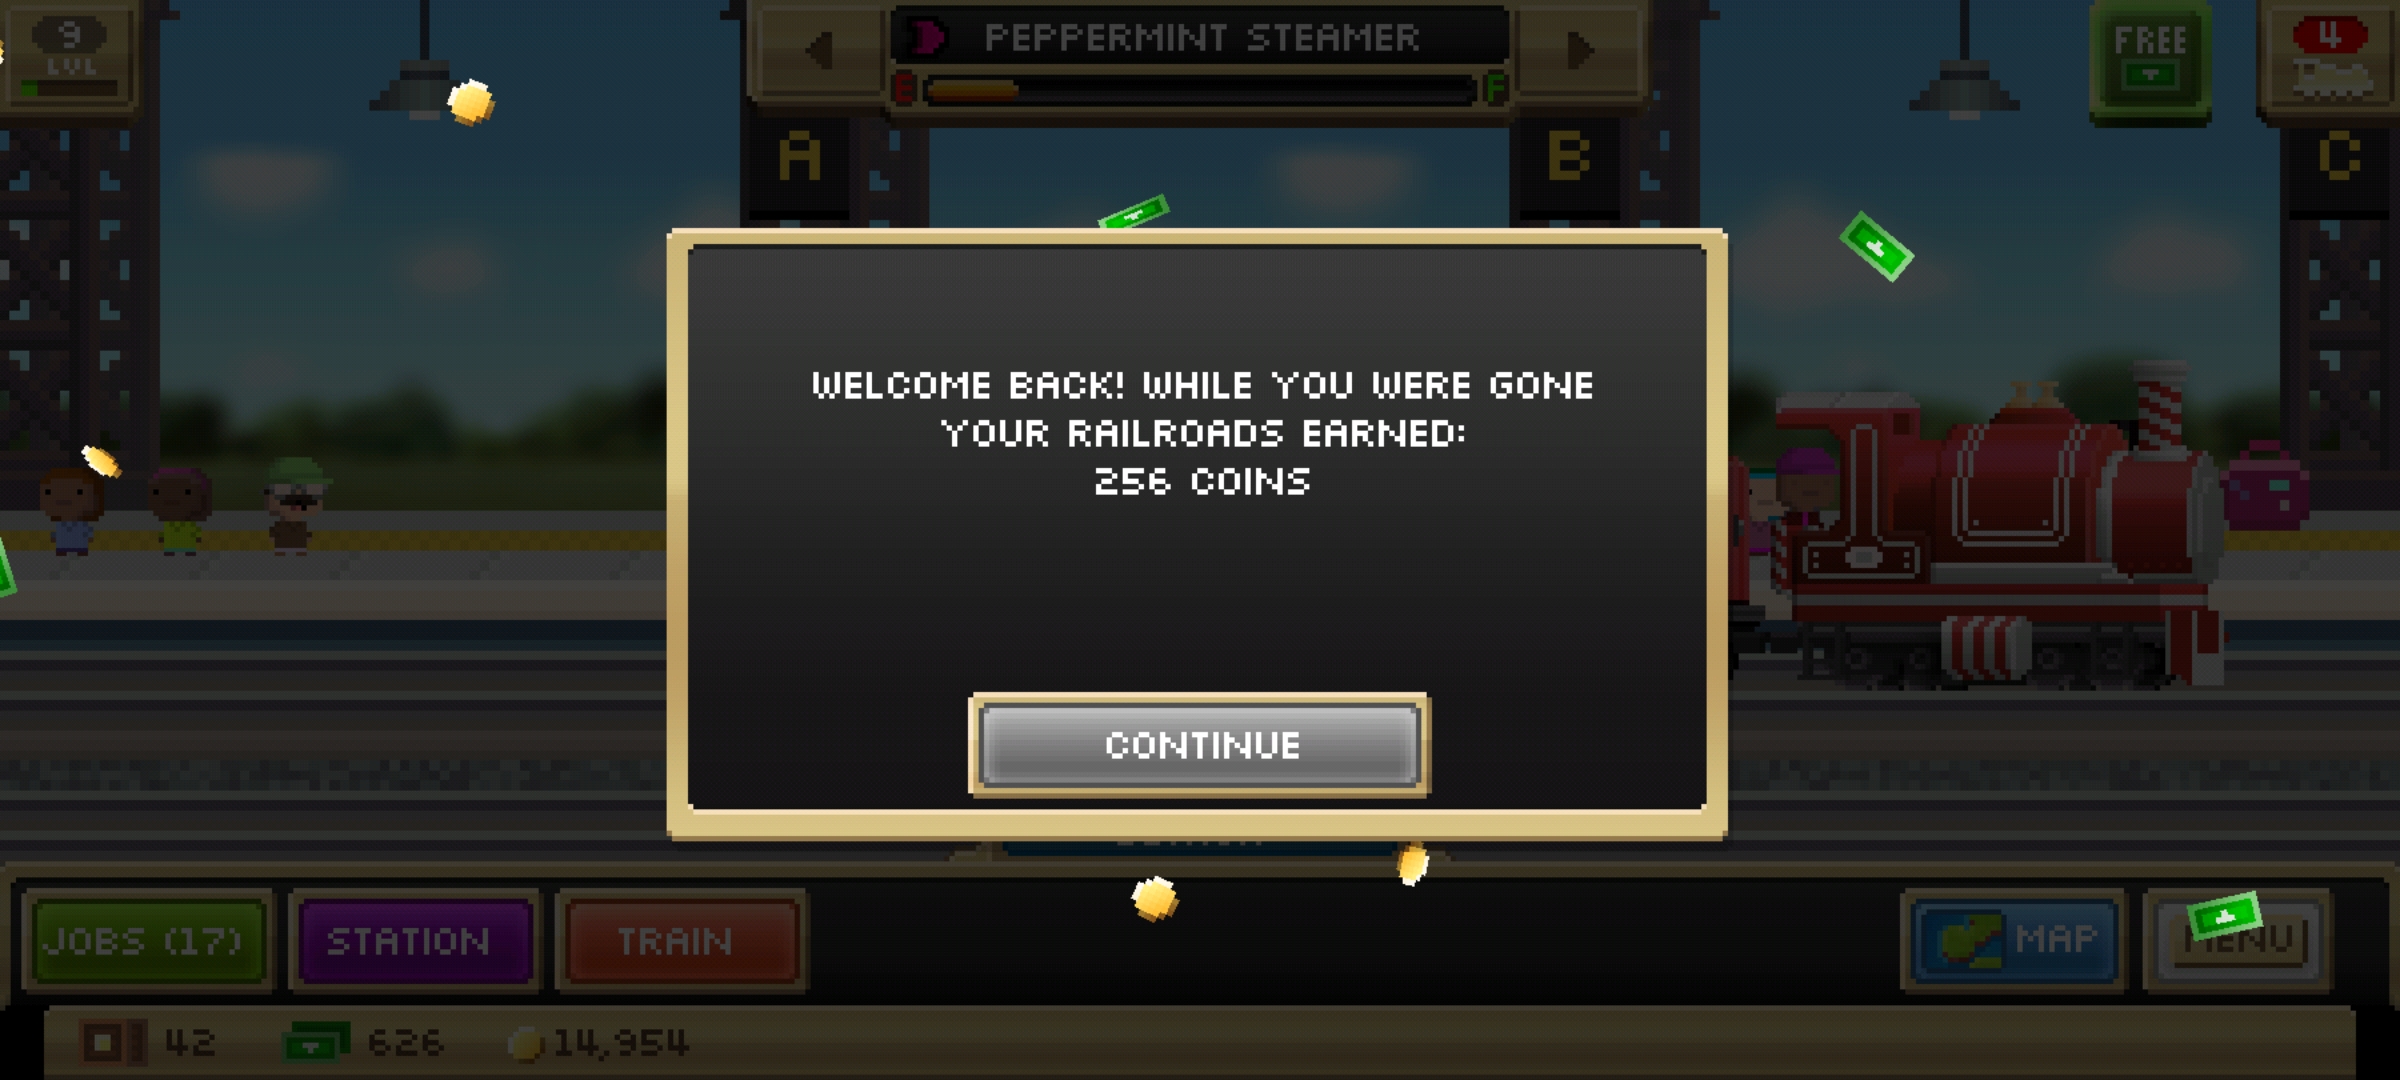 9
LVL
PEPPERMINT STEAMER
E
F
FREE
4
A
B
C
WELCOME BACK! WHILE YOU WERE GONE
YOUR RAILROADS EARNED:
256 COINS
CONTINUE
JOBS (17)
STATION
TRAIN
MAP
MENU
42
626
14,954